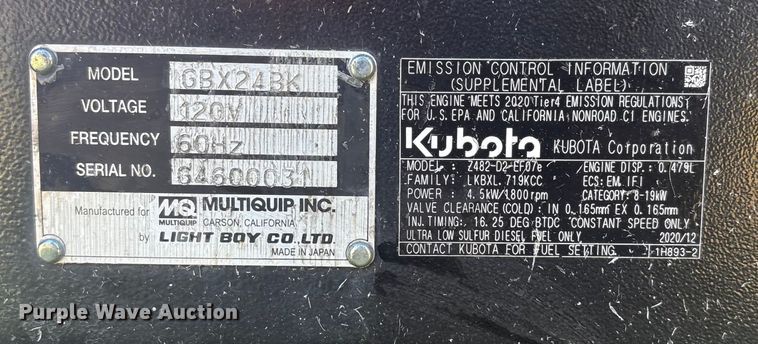 MODEL GBX24BK
VOLTAGE 120V
FREQUENCY 60Hz
SERIAL NO. 64600031
Manufactured for MQ MULTIQUIP MULTIQUIP INC.
CARSON, CALIFORNIA
by LIGHT BOY CO.,LTD.
MADE IN JAPAN
EMISSION CONTROL INFORMATION
(SUPPLEMENTAL LABEL)
THIS ENGINE MEETS 2020 Tier4 EMISSION REGULATIONS
FOR U.S.EPA AND CALIFORNIA NONROAD CI ENGINES.
Kubota KUBOTA Corporation
MODEL: Z482-D2-EF07e ENGINE DISP.: 0.479L
FAMILY: LKBXL.719KCC ECS: EM IFI
POWER : 4.5kW/1800rpm CATEGORY: 8-19kW
VALVE CLEARANCE (COLD): IN 0.165mm EX 0.165mm
INJ.TIMING: 16.25 DEG BTDC CONSTANT SPEED ONLY
ULTRA LOW SULFUR DIESEL FUEL ONLY 2020/12
CONTACT KUBOTA FOR FUEL SETTING 1H893-2
Purple Wave Auction